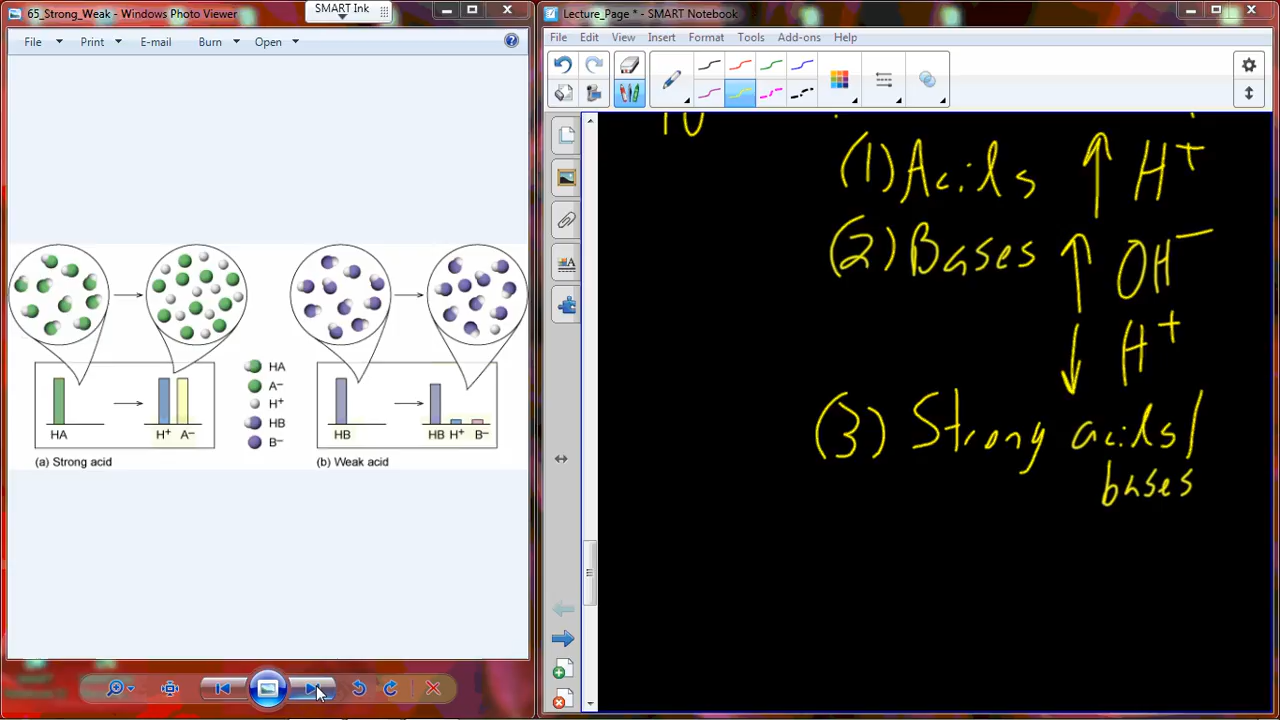 65_Strong_Weak - Windows Photo Viewer
SMART Ink
File Print E-mail Burn Open
HA
H+ A−
(a) Strong acid
HA
A−
H+
HB
B−
HB
HB H+ B−
(b) Weak acid
Lecture_Page * - SMART Notebook
File Edit View Insert Format Tools Add-ons Help
(1) Acids ↑ H+
(2) Bases ↑ OH−
↓ H+
(3) Strong acids/
bases